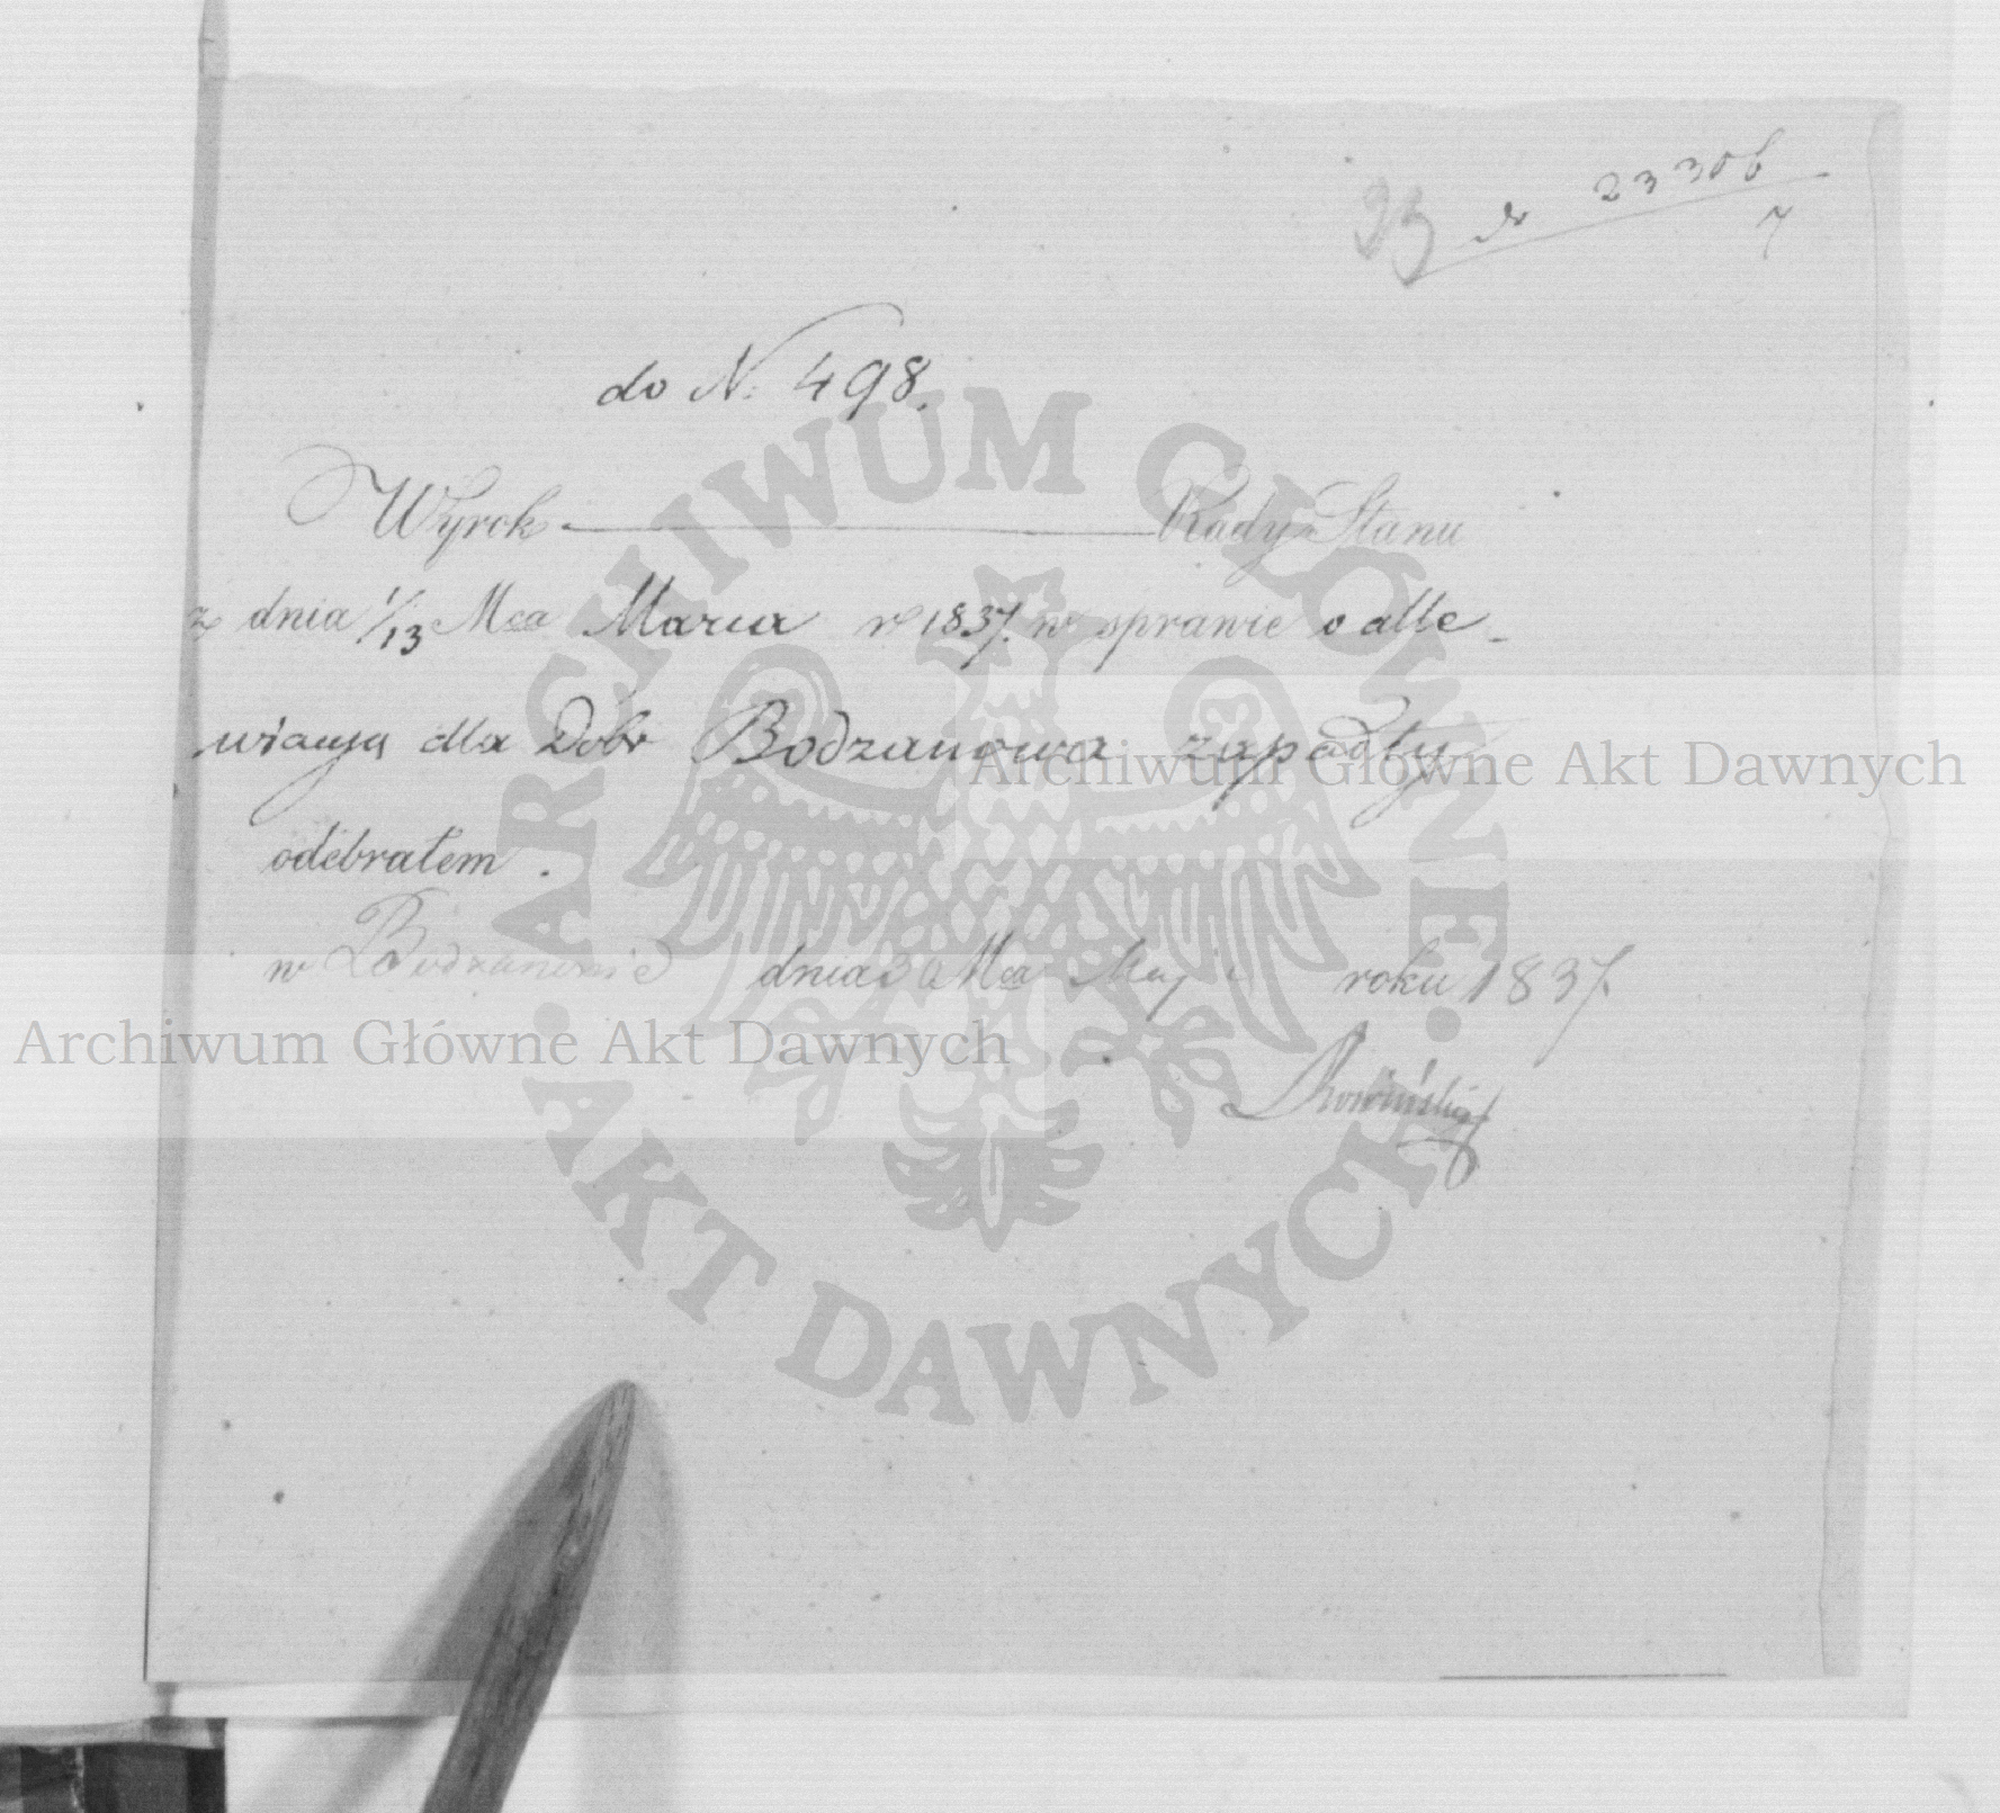 23 N 23306
7
do N. 498.
Wyrok Rady Stanu
z dnia 1/13 Mca Marca r 1837. w sprawie o alle-
wiacyą dla Dóbr Bodzanowa zapadły
odebrałem.
w Bodzanowie dnia 30 Mca Maja roku 1837.
ARCHIWUM GŁÓWNE
AKT DAWNYCH
Archiwum Główne Akt Dawnych
Archiwum Główne Akt Dawnych